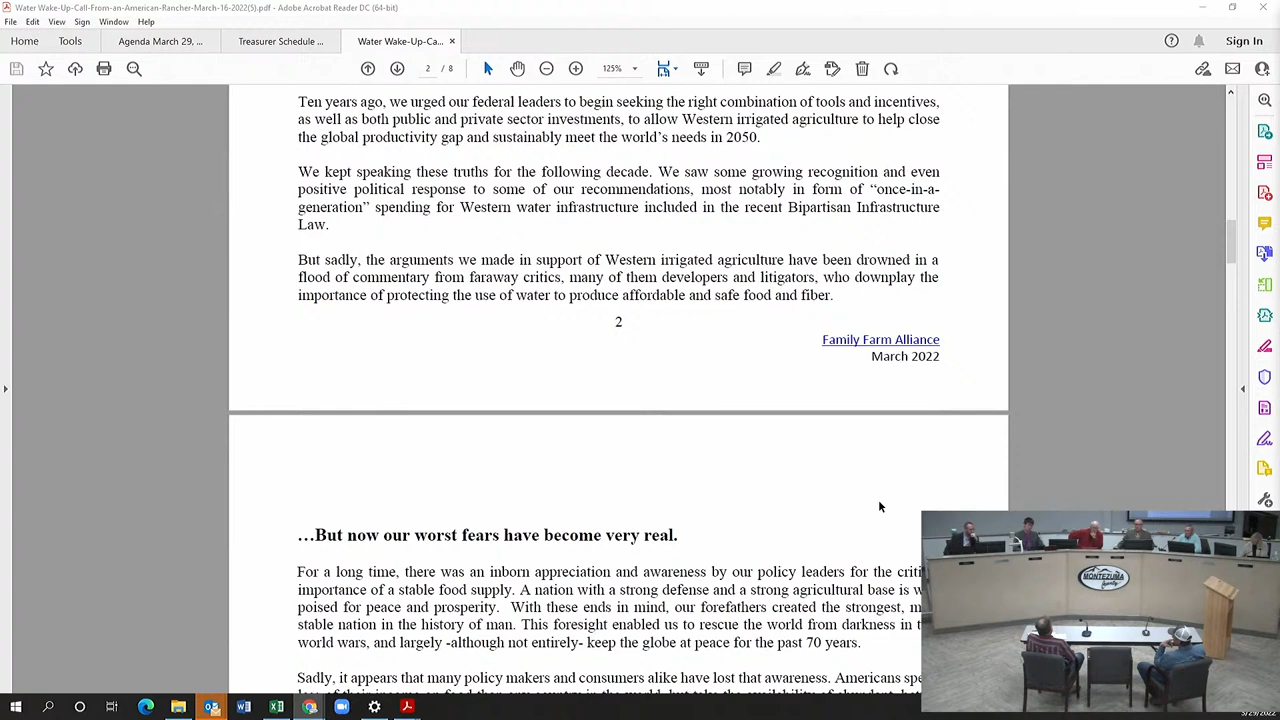 Water Wake-Up-Call-From-an-American-Rancher-March-16-2022(5).pdf - Adobe Acrobat Reader DC (64-bit)
File Edit View Sign Window Help
Home Tools Agenda March 29, ... Treasurer Schedule ... Water Wake-Up-Ca... × Sign In
2 / 8 125%
Ten years ago, we urged our federal leaders to begin seeking the right combination of tools and incentives,
as well as both public and private sector investments, to allow Western irrigated agriculture to help close
the global productivity gap and sustainably meet the world's needs in 2050.
We kept speaking these truths for the following decade. We saw some growing recognition and even
positive political response to some of our recommendations, most notably in form of “once-in-a-
generation” spending for Western water infrastructure included in the recent Bipartisan Infrastructure
Law.
But sadly, the arguments we made in support of Western irrigated agriculture have been drowned in a
flood of commentary from faraway critics, many of them developers and litigators, who downplay the
importance of protecting the use of water to produce affordable and safe food and fiber.
2
Family Farm Alliance
March 2022
…But now our worst fears have become very real.
For a long time, there was an inborn appreciation and awareness by our policy leaders for the criti
importance of a stable food supply. A nation with a strong defense and a strong agricultural base is w
poised for peace and prosperity. With these ends in mind, our forefathers created the strongest, m
stable nation in the history of man. This foresight enabled us to rescue the world from darkness in t
world wars, and largely -although not entirely- keep the globe at peace for the past 70 years.
Sadly, it appears that many policy makers and consumers alike have lost that awareness. Americans spe
MONTEZUMA
County
3/29/2022